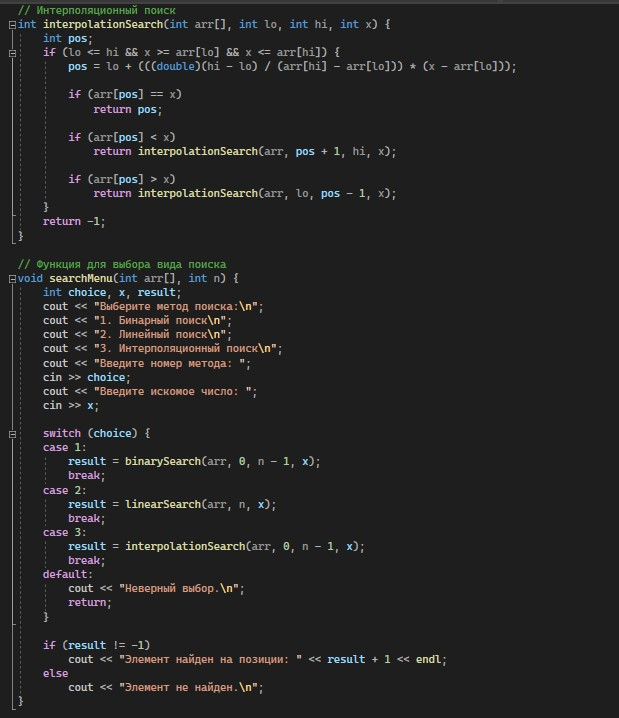 // Интерполяционный поиск
int interpolationSearch(int arr[], int lo, int hi, int x) {
    int pos;
    if (lo <= hi && x >= arr[lo] && x <= arr[hi]) {
        pos = lo + (((double)(hi - lo) / (arr[hi] - arr[lo])) * (x - arr[lo]));

        if (arr[pos] == x)
            return pos;

        if (arr[pos] < x)
            return interpolationSearch(arr, pos + 1, hi, x);

        if (arr[pos] > x)
            return interpolationSearch(arr, lo, pos - 1, x);
    }
    return -1;
}

// Функция для выбора вида поиска
void searchMenu(int arr[], int n) {
    int choice, x, result;
    cout << "Выберите метод поиска:\n";
    cout << "1. Бинарный поиск\n";
    cout << "2. Линейный поиск\n";
    cout << "3. Интерполяционный поиск\n";
    cout << "Введите номер метода: ";
    cin >> choice;
    cout << "Введите искомое число: ";
    cin >> x;

    switch (choice) {
    case 1:
        result = binarySearch(arr, 0, n - 1, x);
        break;
    case 2:
        result = linearSearch(arr, n, x);
        break;
    case 3:
        result = interpolationSearch(arr, 0, n - 1, x);
        break;
    default:
        cout << "Неверный выбор.\n";
        return;
    }

    if (result != -1)
        cout << "Элемент найден на позиции: " << result + 1 << endl;
    else
        cout << "Элемент не найден.\n";
}